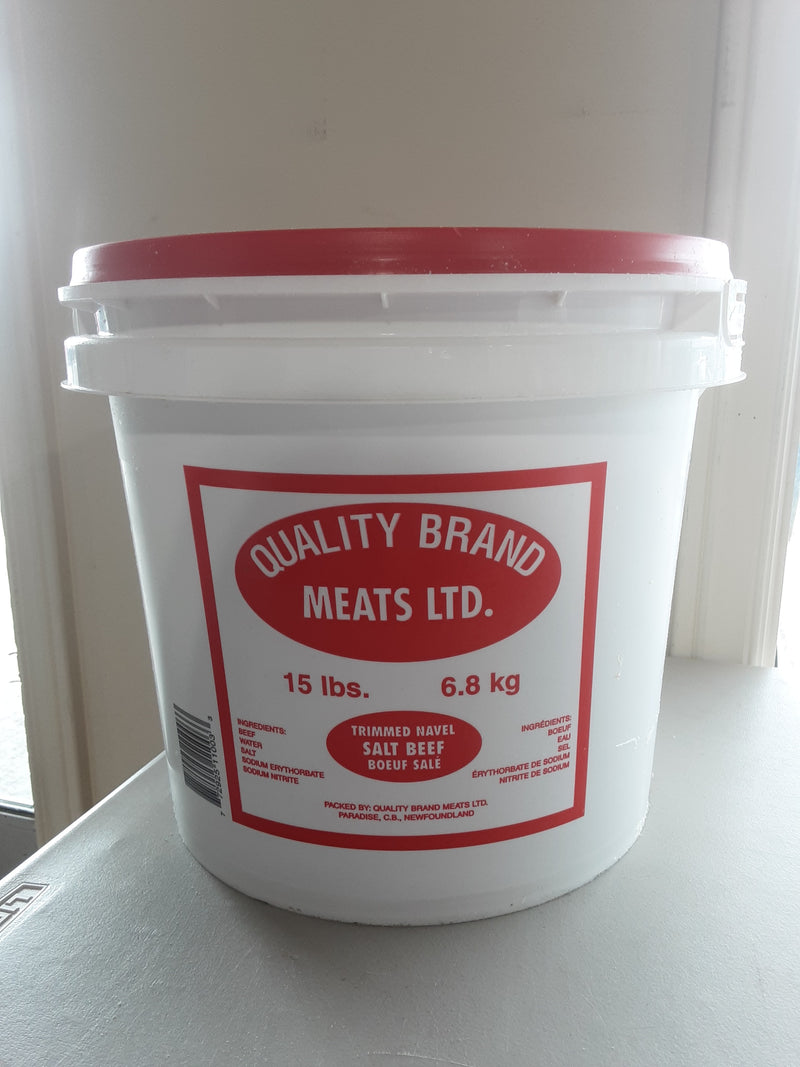 QUALITY BRAND
MEATS LTD.
15 lbs. 6.8 kg
INGREDIENTS:
BEEF
WATER
SALT
SODIUM ERYTHORBATE
SODIUM NITRITE
TRIMMED NAVEL
SALT BEEF
BOEUF SALÉ
INGRÉDIENTS:
BOEUF
EAU
SEL
ÉRYTHORBATE DE SODIUM
NITRITE DE SODIUM
PACKED BY: QUALITY BRAND MEATS LTD.
PARADISE, C.B., NEWFOUNDLAND